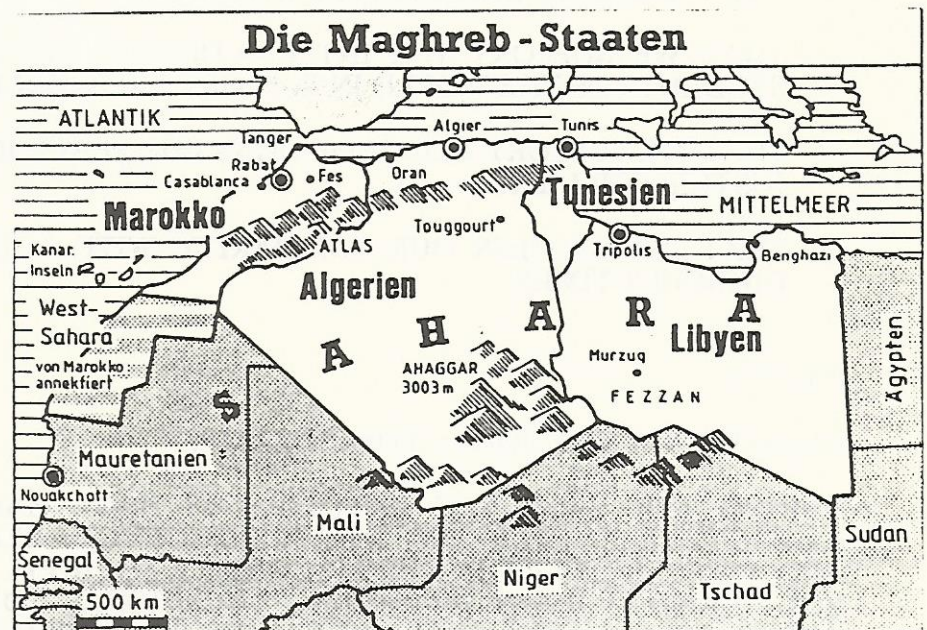 Die Maghreb-Staaten
ATLANTIK
Tanger
Algier
Tunis
Rabat
Casablanca
Fes
Oran
Marokko
Tunesien
MITTELMEER
Touggourt
ATLAS
Tripolis
Benghazi
Kanar.
Inseln
Algerien
West-
Sahara
von Marokko
annektiert
S A H A R A
Libyen
Ägypten
Murzuq
AHAGGAR
3003 m
FEZZAN
Mauretanien
Nouakchott
Mali
Sudan
Senegal
Niger
Tschad
500 km